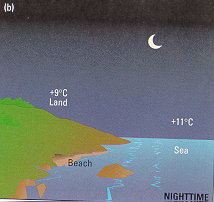 (b)
+9°C
Land
+11°C
Sea
Beach
NIGHTTIME